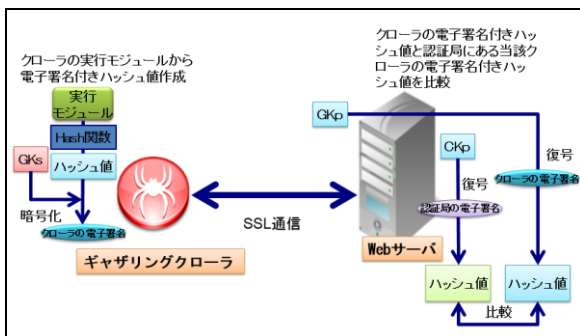 クローラの実行モジュールから
電子署名付きハッシュ値作成
実行
モジュール
Hash関数
GKs
ハッシュ値
暗号化
クローラの電子署名
ギャザリングクローラ
SSL通信
クローラの電子署名付きハッ
シュ値と認証局にある当該ク
ローラの電子署名付きハッ
シュ値を比較
GKp
CKp
復号
復号
クローラの電子署名
認証局の電子署名
Webサーバ
ハッシュ値
ハッシュ値
比較